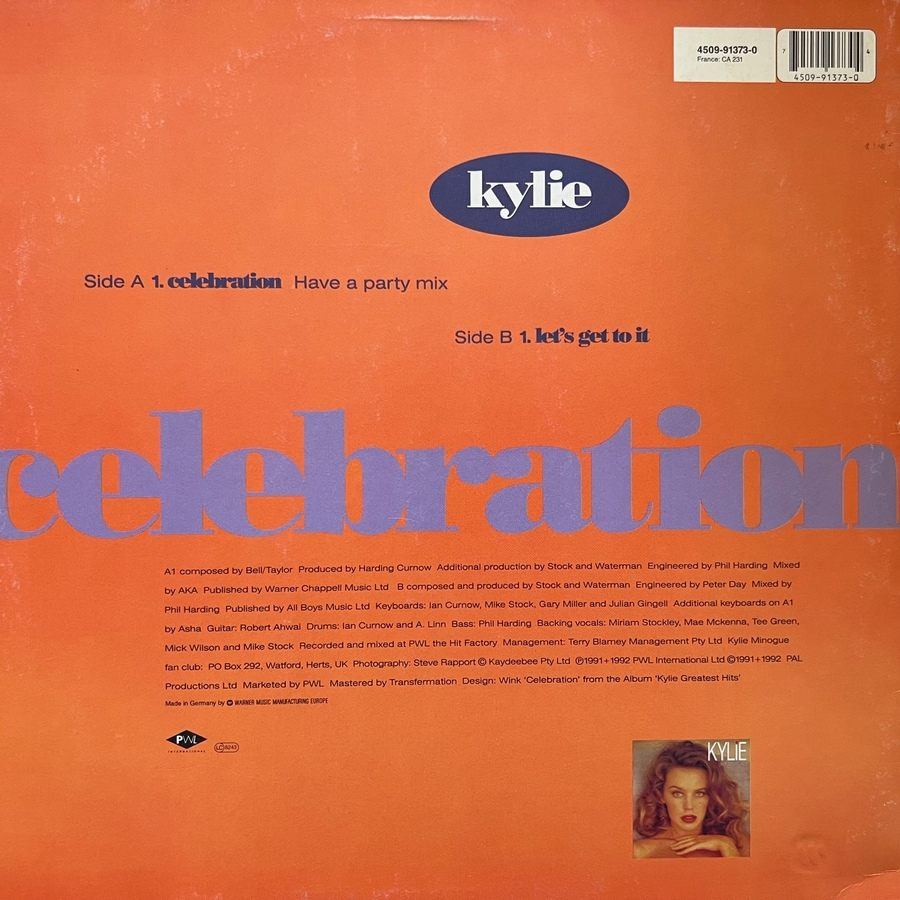 4509-91373-0
France: CA 231
7 4
8
4509-91373-0
kylie
Side A 1. celebration Have a party mix
Side B 1. let's get to it
celebration
A1 composed by Bell/Taylor Produced by Harding Curnow Additional production by Stock and Waterman Engineered by Phil Harding Mixed
by AKA Published by Warner Chappell Music Ltd B composed and produced by Stock and Waterman Engineered by Peter Day Mixed by
Phil Harding Published by All Boys Music Ltd Keyboards: Ian Curnow, Mike Stock, Gary Miller and Julian Gingell Additional keyboards on A1
by Asha Guitar: Robert Ahwai Drums: Ian Curnow and A. Linn Bass: Phil Harding Backing vocals: Miriam Stockley, Mae Mckenna, Tee Green,
Mick Wilson and Mike Stock Recorded and mixed at PWL the Hit Factory Management: Terry Blamey Management Pty Ltd Kylie Minogue
fan club: PO Box 292, Watford, Herts, UK Photography: Steve Rapport © Kaydeebee Pty Ltd ℗1991+1992 PWL International Ltd ©1991+1992 PAL
Productions Ltd Marketed by PWL Mastered by Transfermation Design: Wink 'Celebration' from the Album 'Kylie Greatest Hits'
Made in Germany by WARNER MUSIC MANUFACTURING EUROPE
PWL
INTERNATIONAL
LC 8243
KYLiE